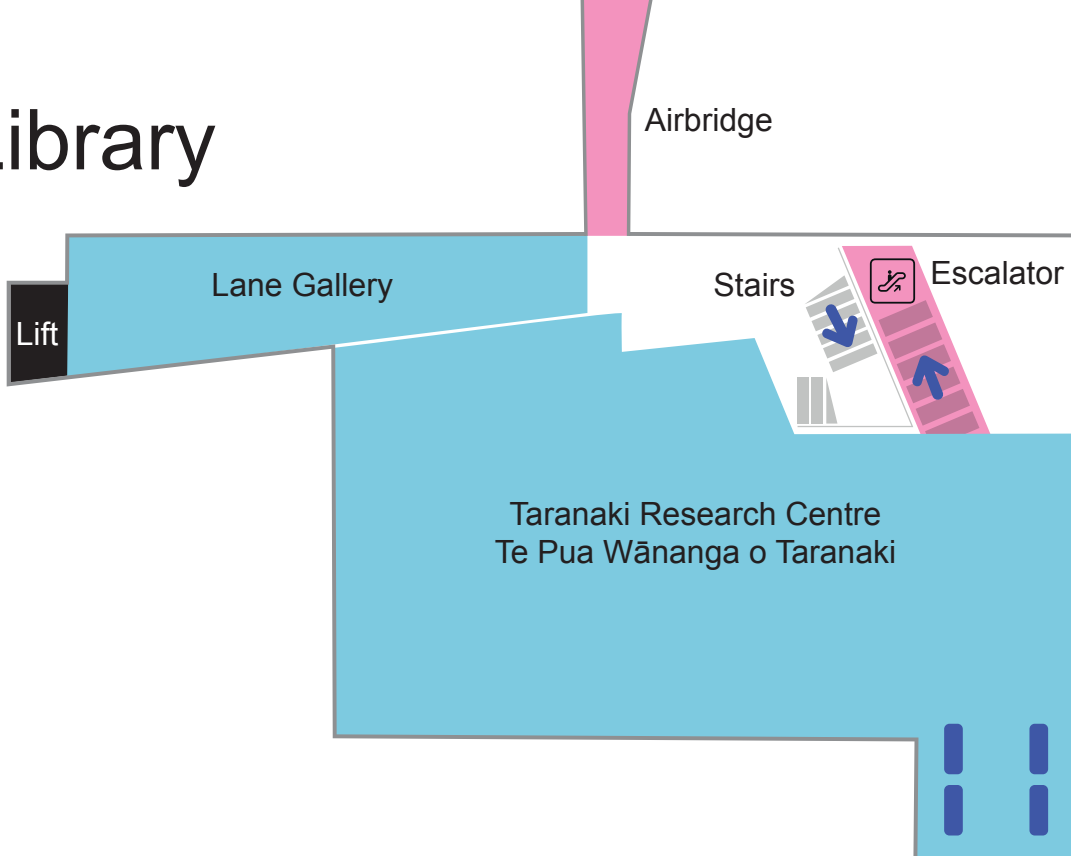 Library
Airbridge
Lane Gallery
Stairs
Escalator
Lift
Taranaki Research Centre
Te Pua Wānanga o Taranaki